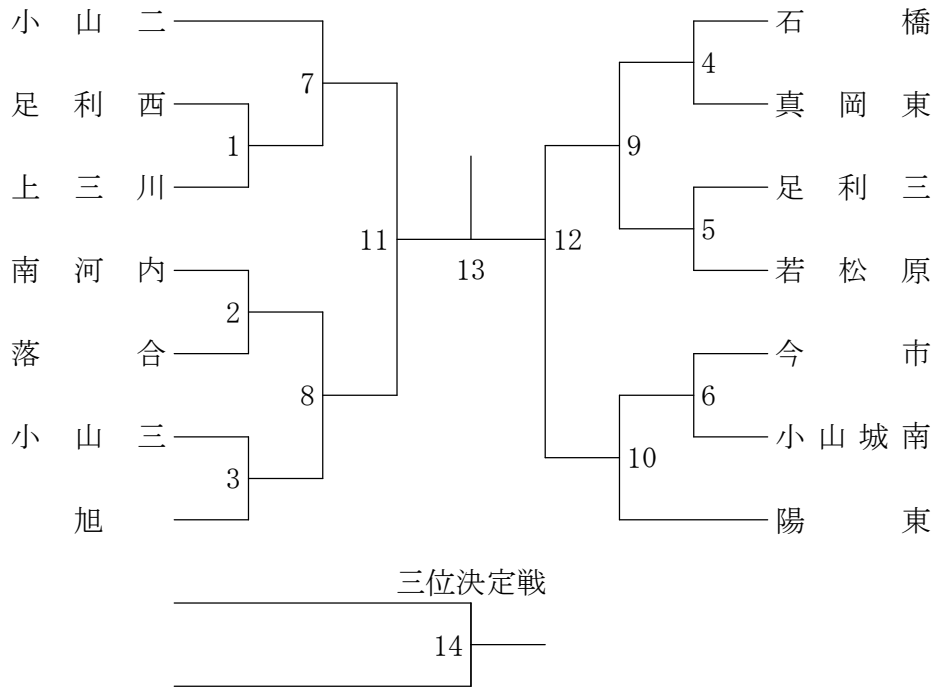 小山二
足利西
上三川
南河内
落合
小山三
旭
石橋
真岡東
足利三
若松原
今市
小山城南
陽東
7
1
2
8
3
11
13
12
4
9
5
6
10
三位決定戦
14